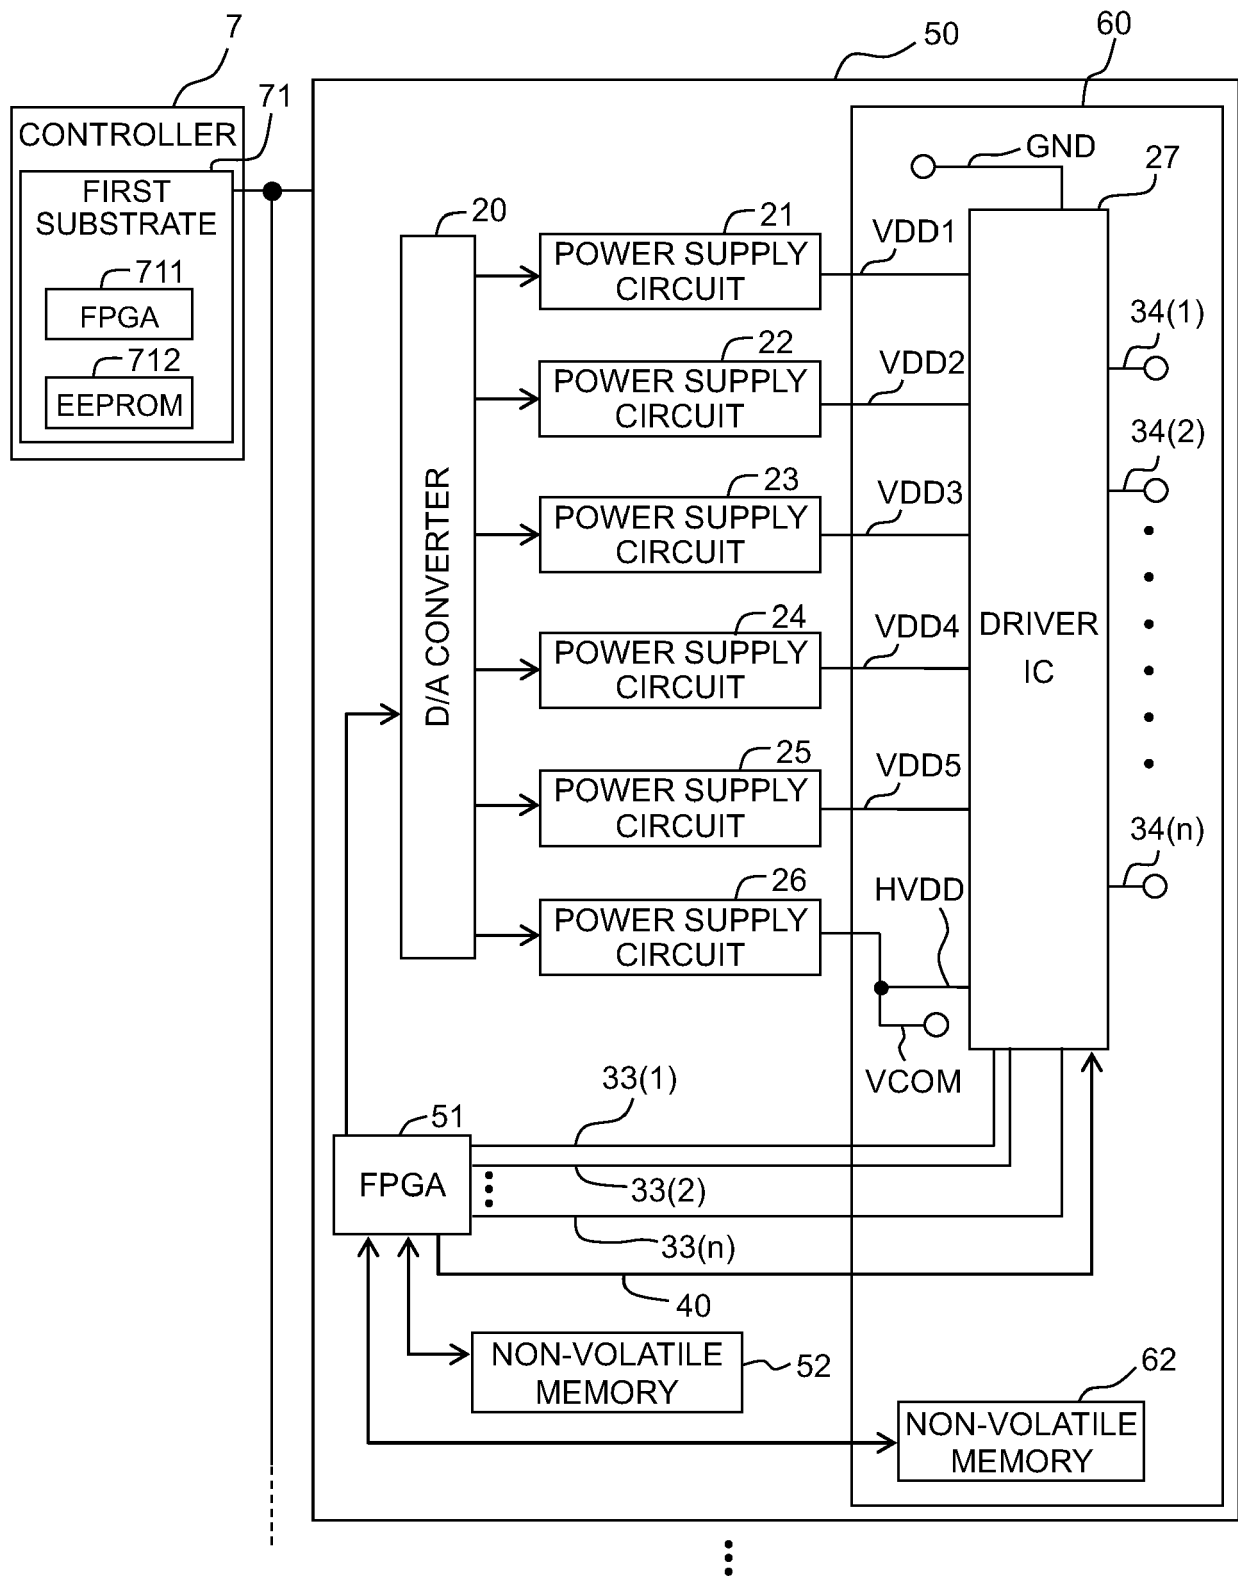 7
50
60
71
CONTROLLER
GND
27
FIRST
SUBSTRATE
20
21
VDD1
POWER SUPPLY
CIRCUIT
711
FPGA
34(1)
712
EEPROM
22
VDD2
POWER SUPPLY
CIRCUIT
34(2)
23
VDD3
POWER SUPPLY
CIRCUIT
D/A CONVERTER
24
VDD4
POWER SUPPLY
CIRCUIT
DRIVER
IC
25
VDD5
POWER SUPPLY
CIRCUIT
34(n)
26
HVDD
POWER SUPPLY
CIRCUIT
VCOM
33(1)
51
FPGA
33(2)
33(n)
40
NON-VOLATILE
MEMORY
52
62
NON-VOLATILE
MEMORY